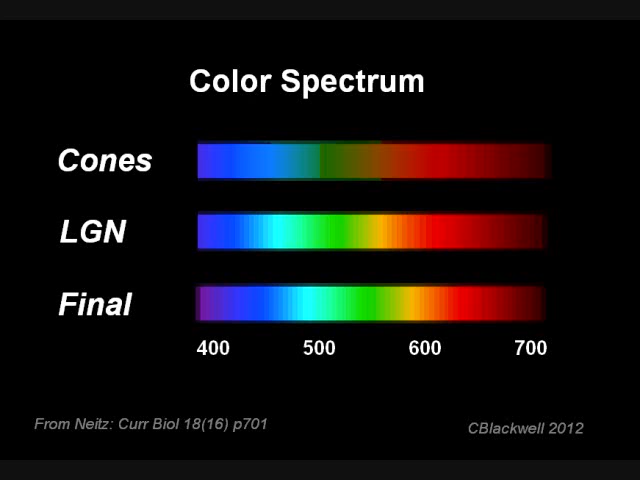 Color Spectrum
Cones
LGN
Final
400 500 600 700
From Neitz: Curr Biol 18(16) p701
CBlackwell 2012